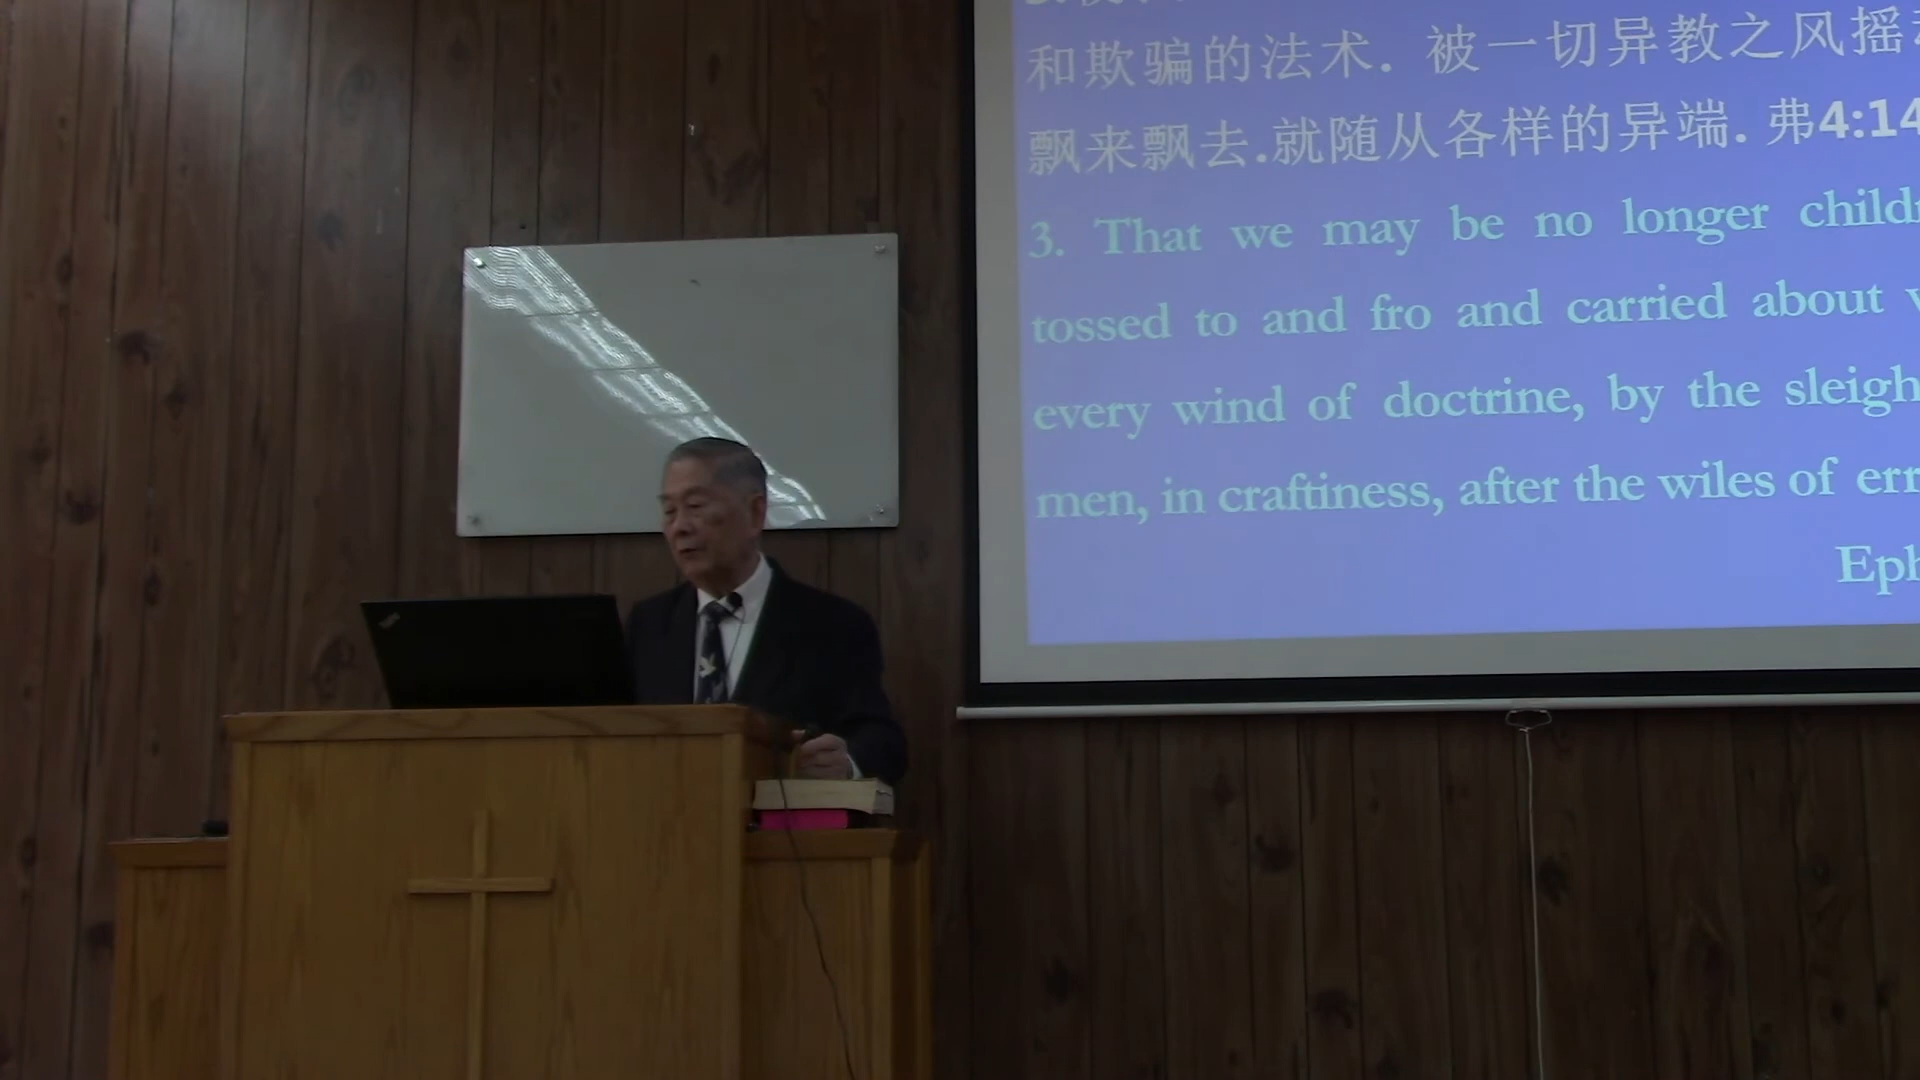 和欺骗的法术. 被一切异教之风摇
飘来飘去.就随从各样的异端. 弗4:14
3. That we may be no longer childr
tossed to and fro and carried about w
every wind of doctrine, by the sleigh
men, in craftiness, after the wiles of err
Eph